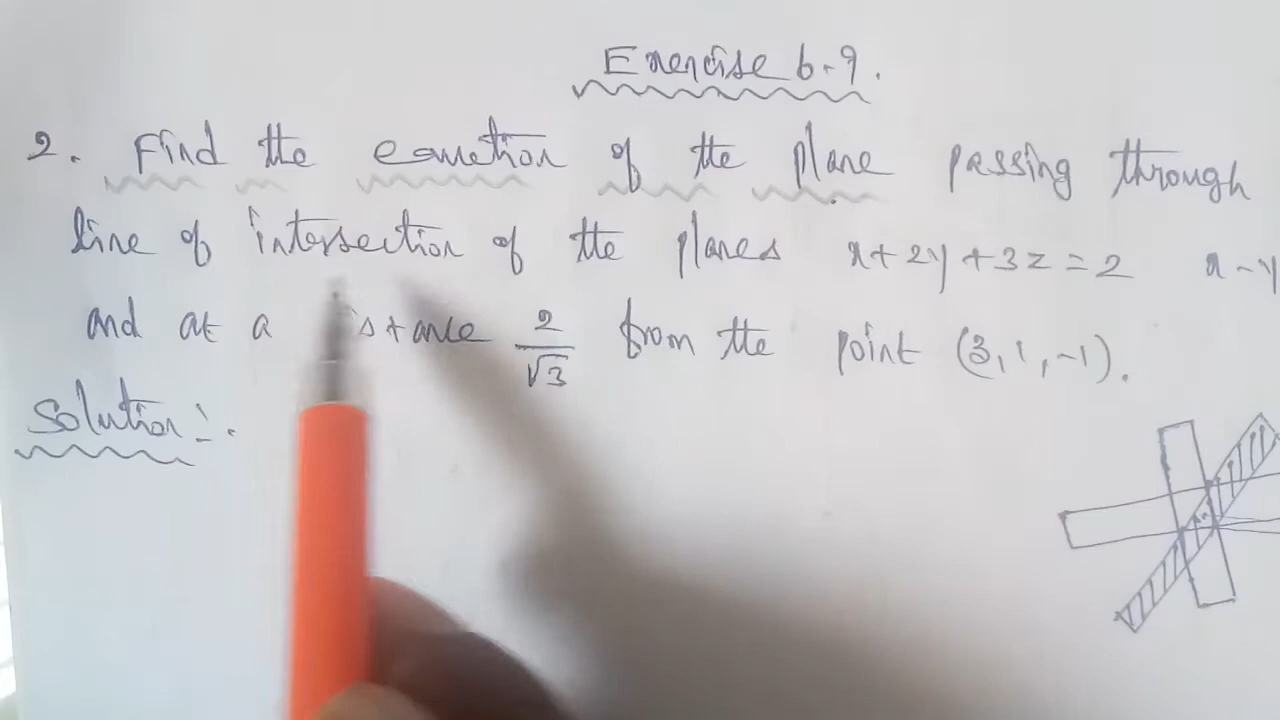 Exercise 6.9.
2. Find the equation of the plane passing through
line of intersection of the planes x+2y+3z=2 x-y
and at a distance 2/√3 from the point (3,1,-1).
Solution:.